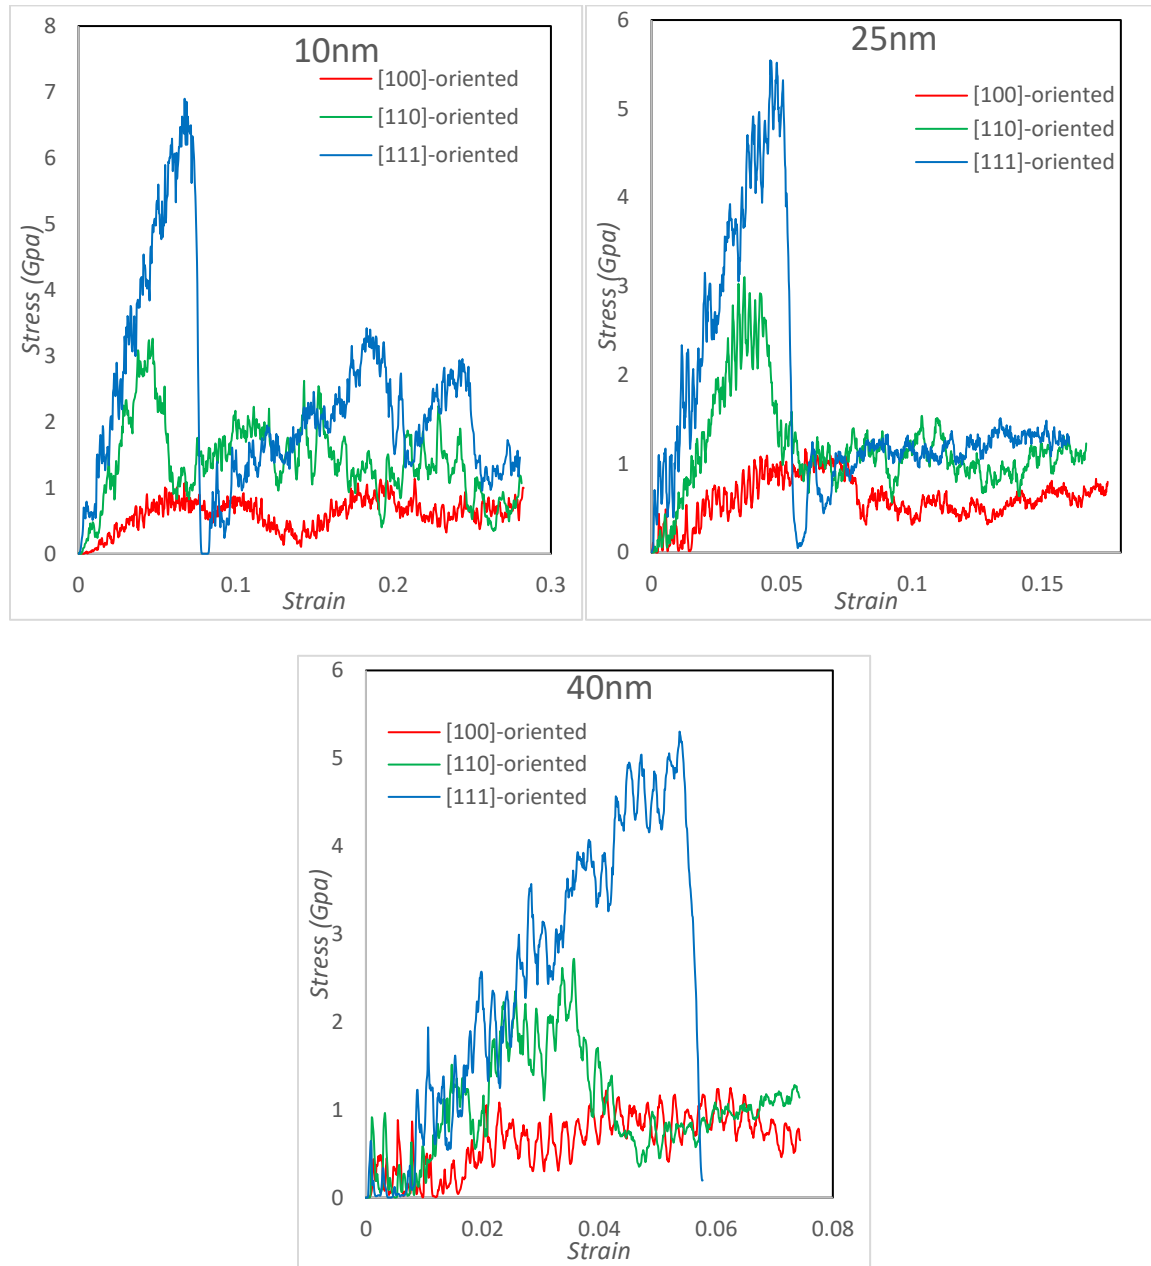 10nm
[100]-oriented
[110]-oriented
[111]-oriented
8
7
6
5
4
3
2
1
0
Stress (Gpa)
0 0.1 0.2 0.3
Strain
25nm
[100]-oriented
[110]-oriented
[111]-oriented
6
5
4
3
2
1
0
Stress (Gpa)
0 0.05 0.1 0.15
Strain
40nm
[100]-oriented
[110]-oriented
[111]-oriented
6
5
4
3
2
1
0
Stress (Gpa)
0 0.02 0.04 0.06 0.08
Strain